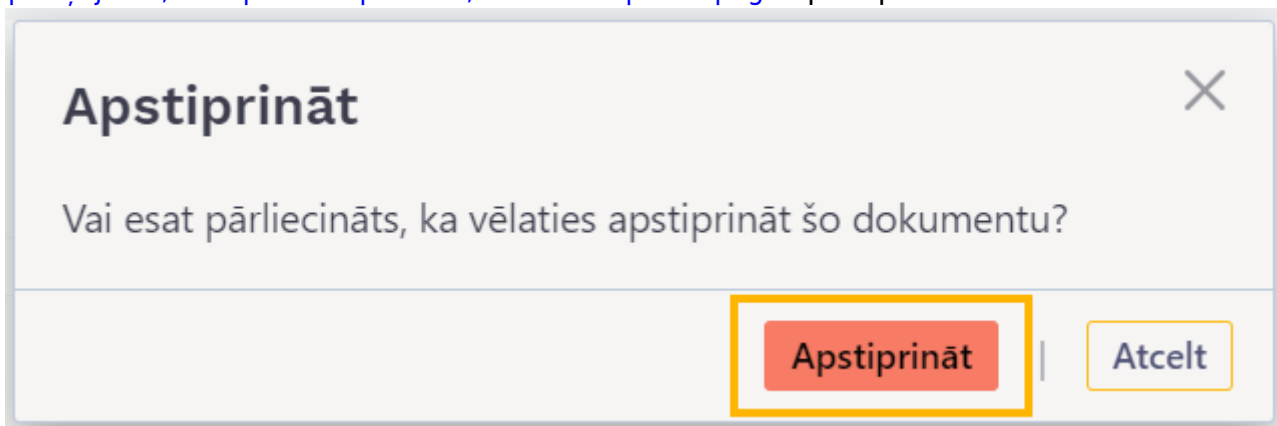 Apstiprināt
Vai esat pārliecināts, ka vēlaties apstiprināt šo dokumentu?
Apstiprināt | Atcelt